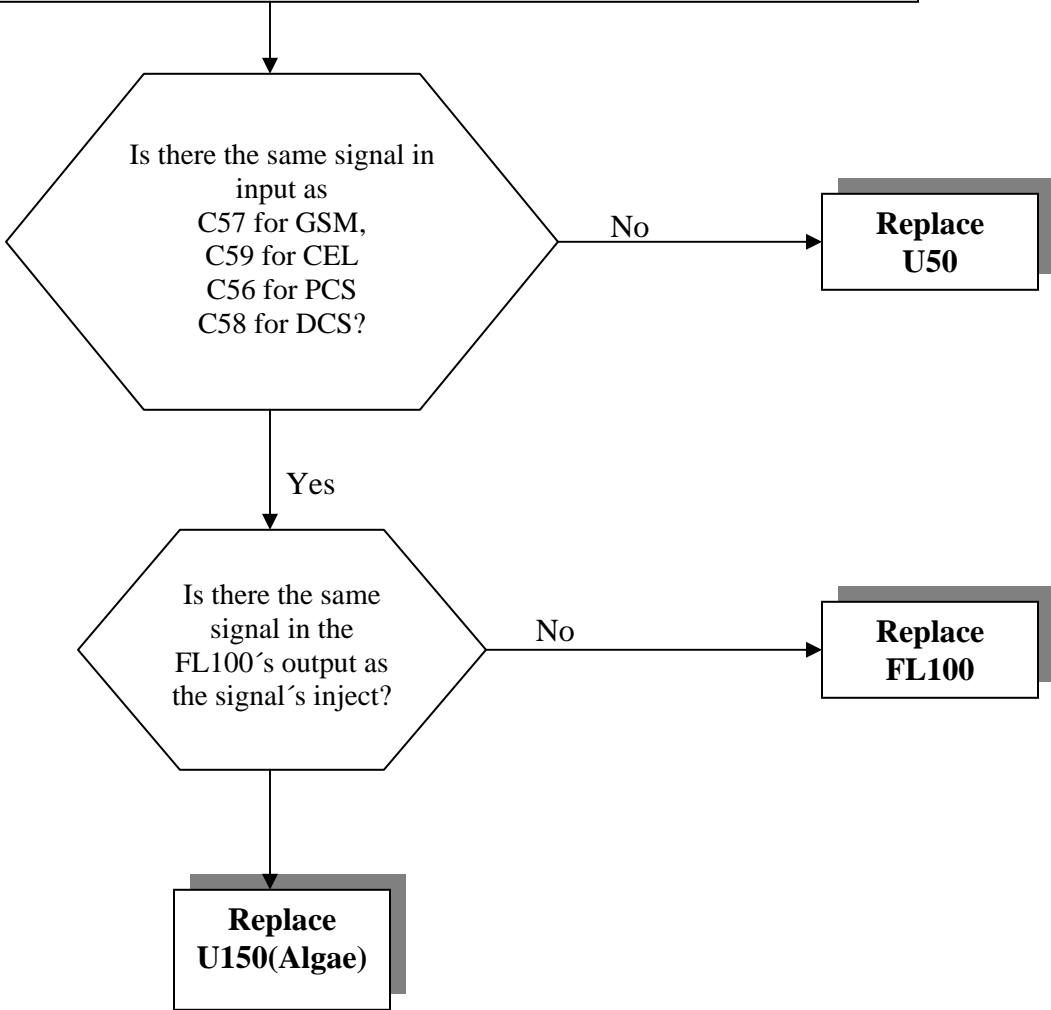 Is there the same signal in
input as
C57 for GSM,
C59 for CEL
C56 for PCS
C58 for DCS?
No
Replace
U50
Yes
Is there the same
signal in the
FL100´s output as
the signal´s inject?
No
Replace
FL100
Replace
U150(Algae)